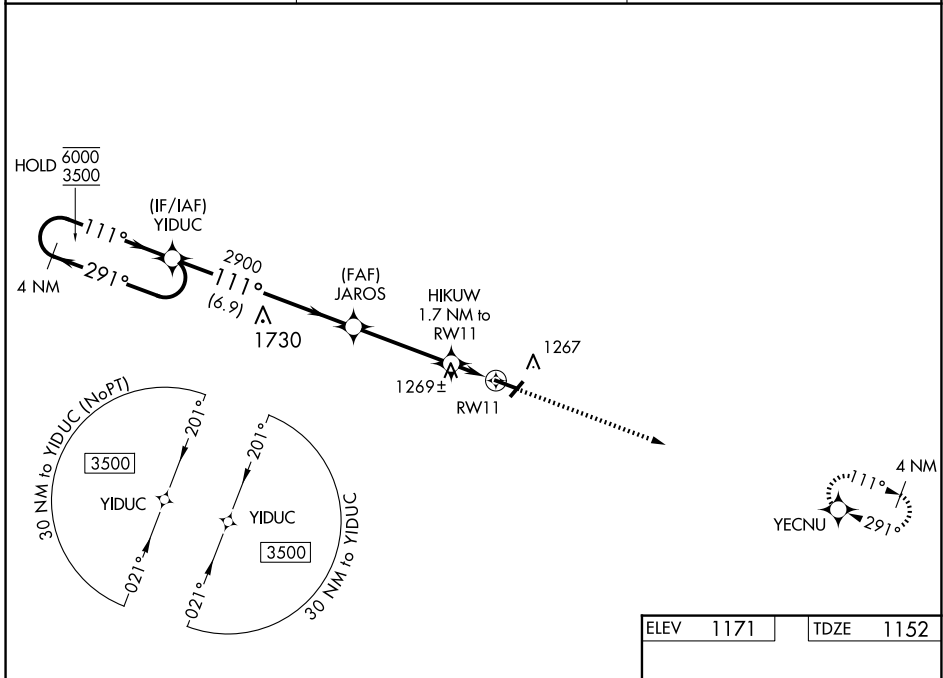 HOLD 6000
3500
(IF/IAF)
YIDUC
111°
291°
4 NM
2900
111°
(6.9)
1730
(FAF)
JAROS
HIKUW
1.7 NM to
RW11
1269±
1267
RW11
30 NM to YIDUC (NoPT)
201°
3500
YIDUC
021°
201°
YIDUC
3500
021°
30 NM to YIDUC
4 NM
111°
291°
YECNU
ELEV 1171
TDZE 1152